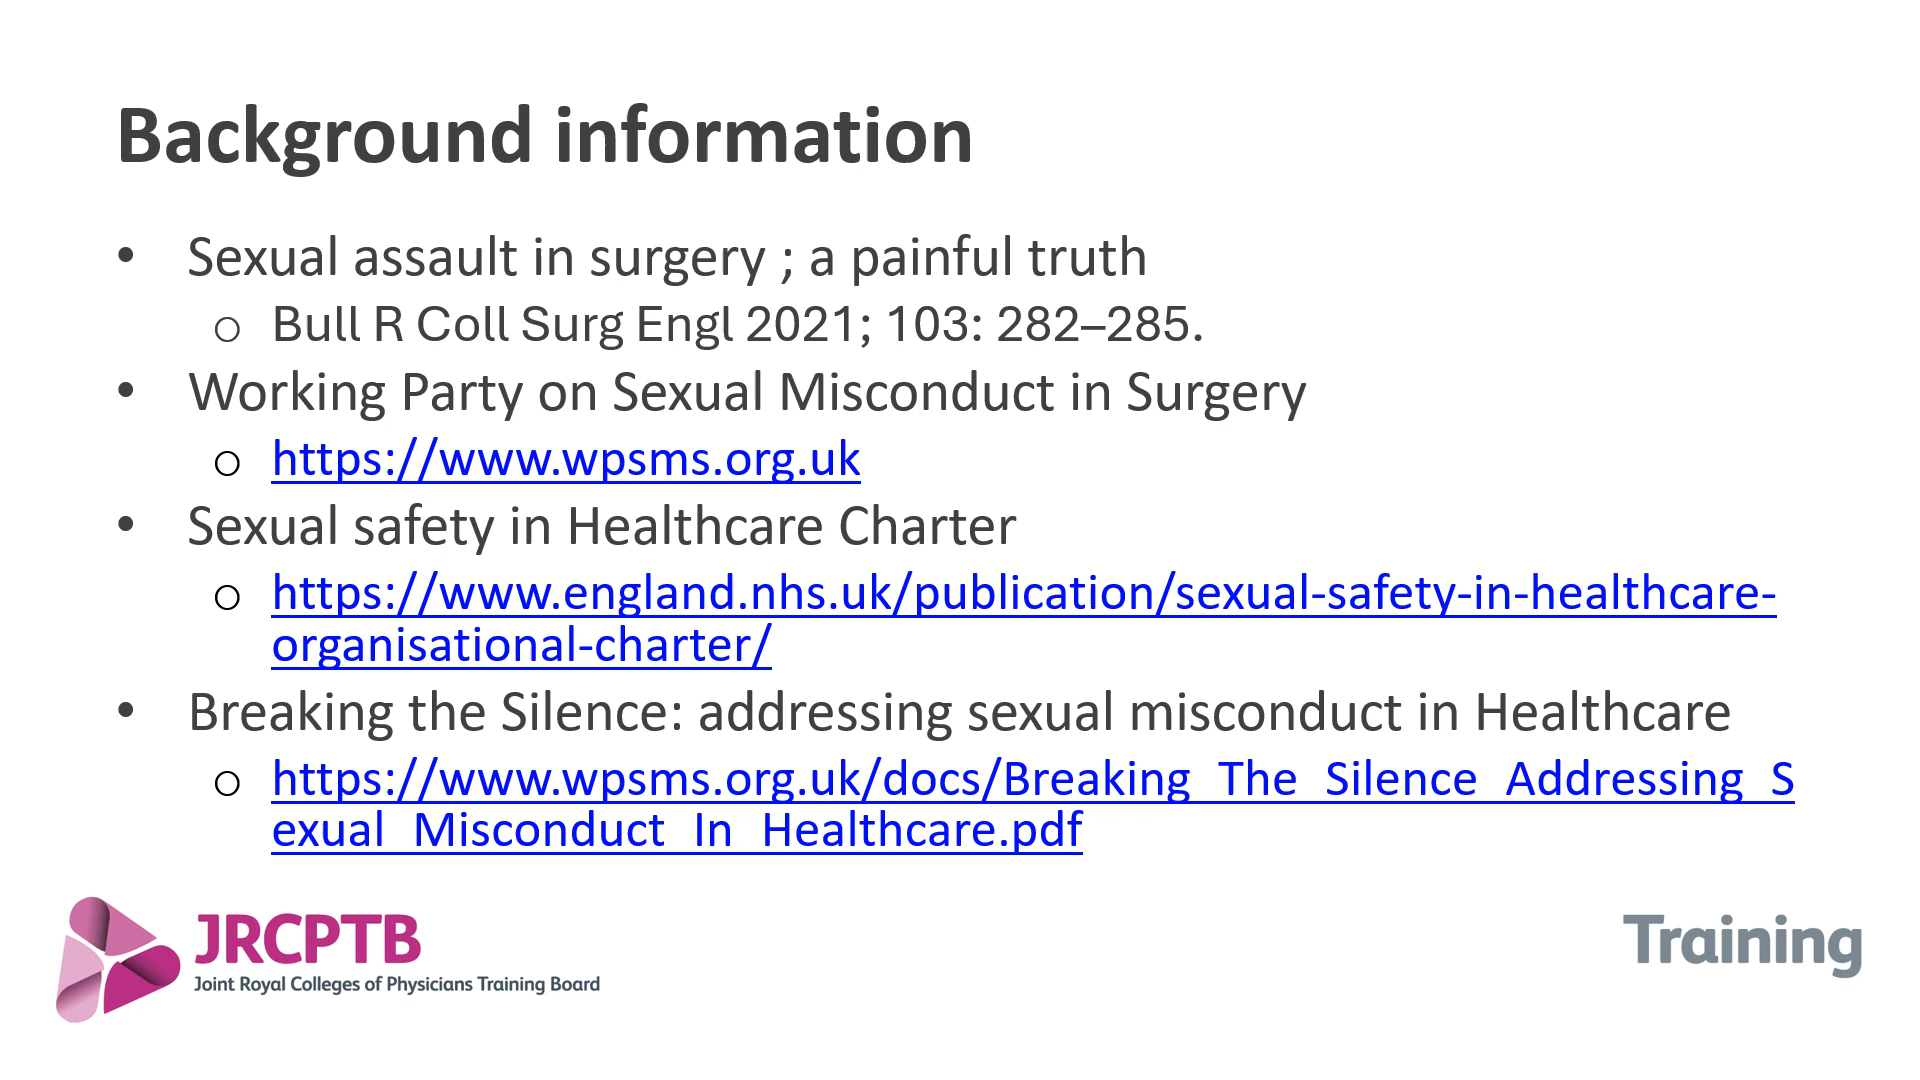 Background information
• Sexual assault in surgery ; a painful truth
o Bull R Coll Surg Engl 2021; 103: 282–285.
• Working Party on Sexual Misconduct in Surgery
o https://www.wpsms.org.uk
• Sexual safety in Healthcare Charter
o https://www.england.nhs.uk/publication/sexual-safety-in-healthcare-
organisational-charter/
• Breaking the Silence: addressing sexual misconduct in Healthcare
o https://www.wpsms.org.uk/docs/Breaking_The_Silence_Addressing_S
exual_Misconduct_In_Healthcare.pdf
JRCPTB
Joint Royal Colleges of Physicians Training Board
Training